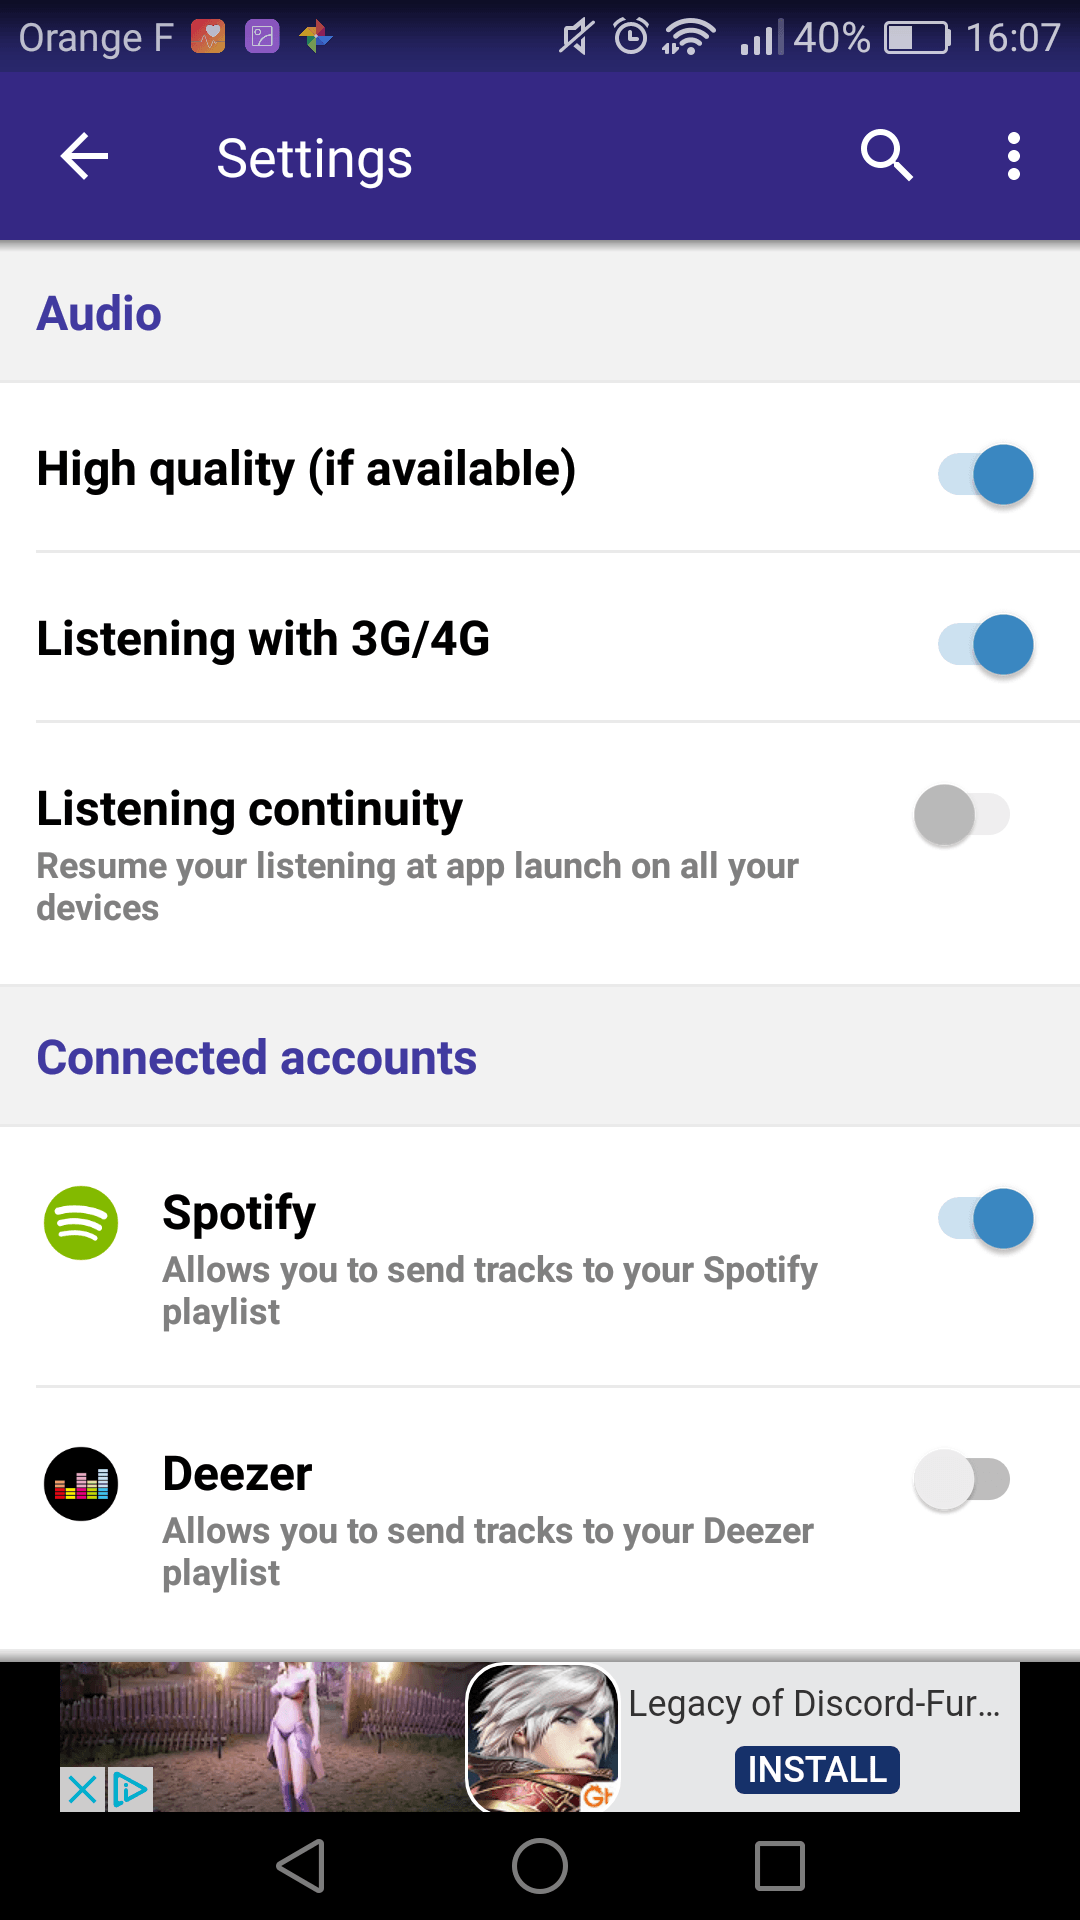 Orange F 40% 16:07
Settings
Audio
High quality (if available)
Listening with 3G/4G
Listening continuity
Resume your listening at app launch on all your
devices
Connected accounts
Spotify
Allows you to send tracks to your Spotify
playlist
Deezer
Allows you to send tracks to your Deezer
playlist
Legacy of Discord-Fur...
INSTALL